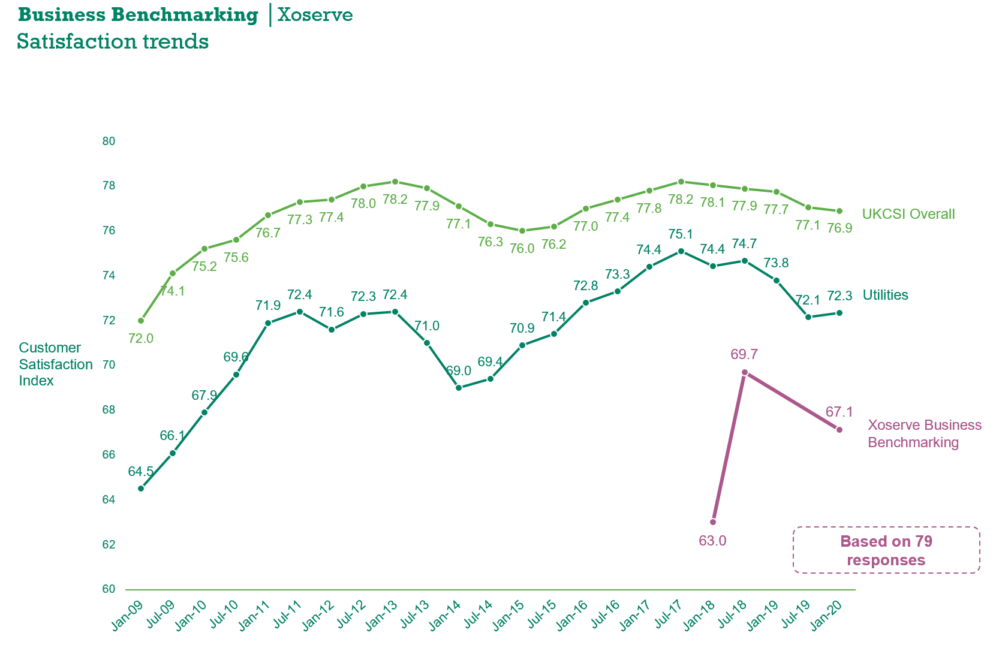 Business Benchmarking | Xoserve
Satisfaction trends
80
78
76
74
72
70
68
66
64
62
60
Customer
Satisfaction
Index
72.0
74.1
75.2
75.6
76.7
77.3
77.4
78.0
78.2
77.9
77.1
76.3
76.0
76.2
77.0
77.4
77.8
78.2
78.1
77.9
77.7
77.1
76.9
UKCSI Overall
64.5
66.1
67.9
69.6
71.9
72.4
71.6
72.3
72.4
71.0
69.0
69.4
70.9
71.4
72.8
73.3
74.4
75.1
74.4
74.7
73.8
72.1
72.3
Utilities
63.0
69.7
67.1
Xoserve Business
Benchmarking
Based on 79
responses
Jan-09
Jul-09
Jan-10
Jul-10
Jan-11
Jul-11
Jan-12
Jul-12
Jan-13
Jul-13
Jan-14
Jul-14
Jan-15
Jul-15
Jan-16
Jul-16
Jan-17
Jul-17
Jan-18
Jul-18
Jan-19
Jul-19
Jan-20